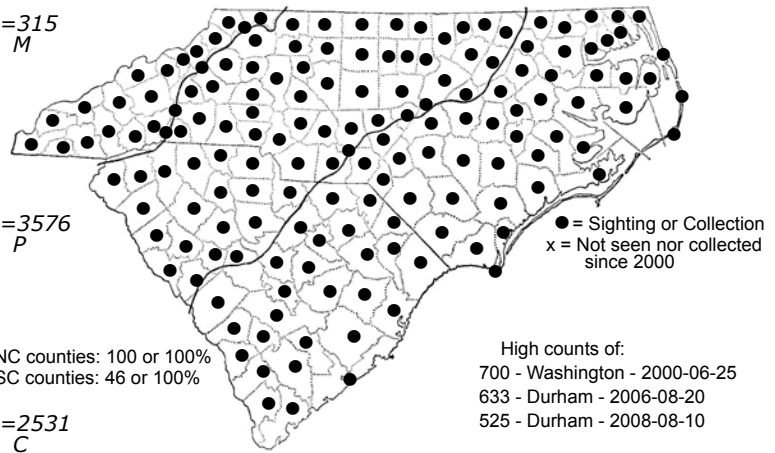 =315
M
=3576
P
● = Sighting or Collection
x = Not seen nor collected
since 2000
NC counties: 100 or 100%
SC counties: 46 or 100%
High counts of:
700 - Washington - 2000-06-25
633 - Durham - 2006-08-20
525 - Durham - 2008-08-10
=2531
C